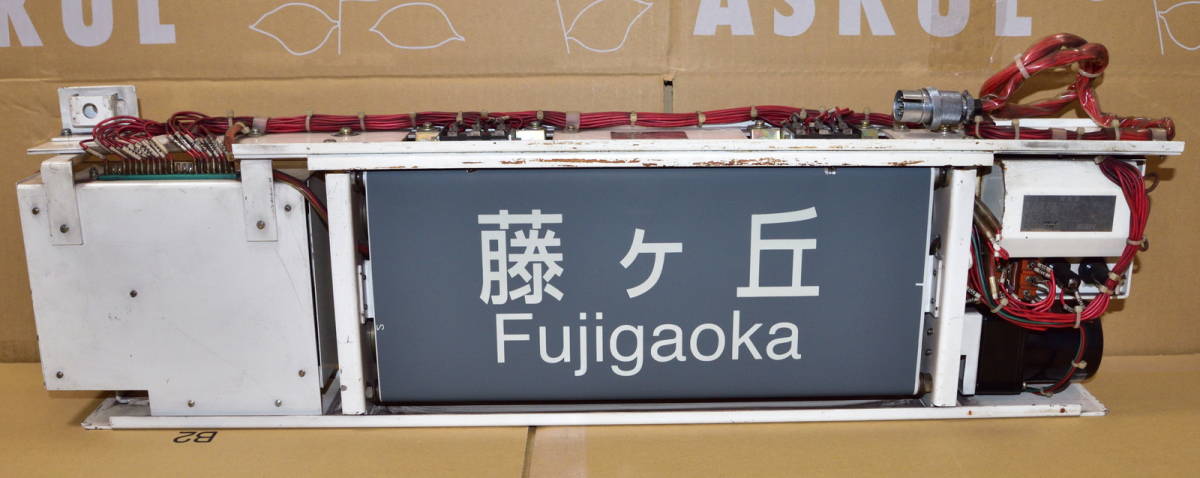 ASKUL
藤ヶ丘
Fujigaoka
B2